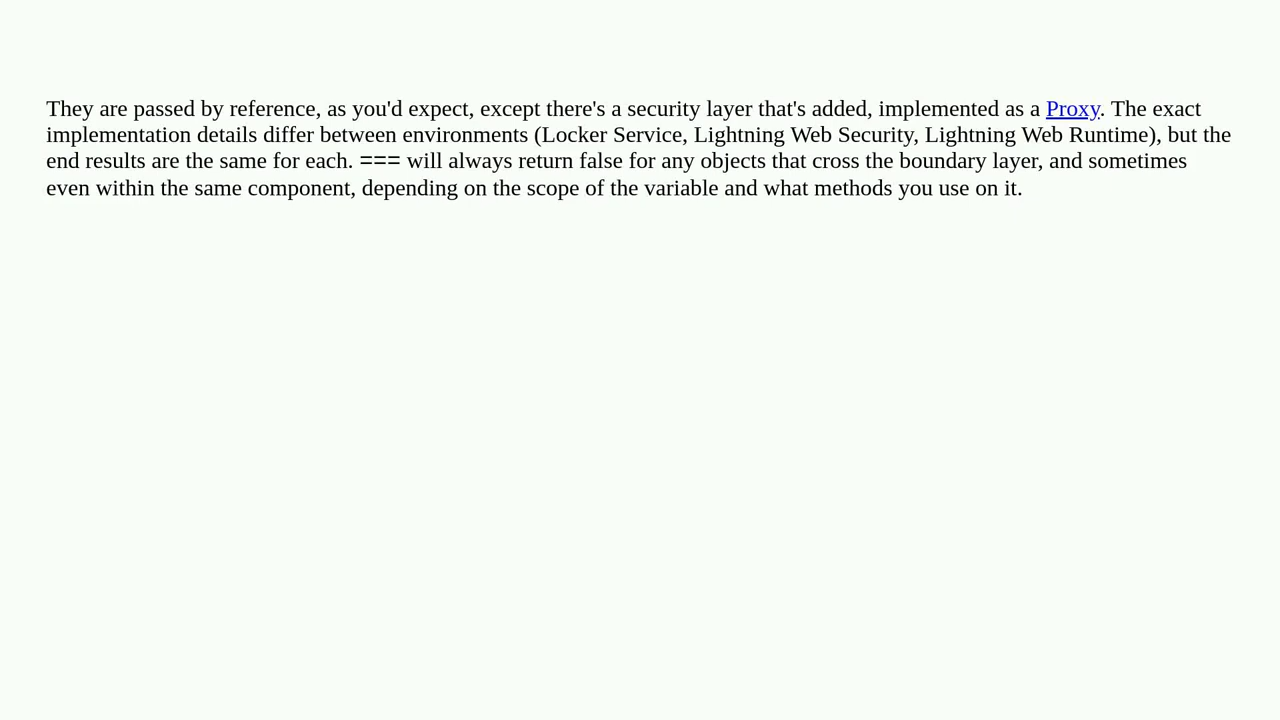 They are passed by reference, as you'd expect, except there's a security layer that's added, implemented as a Proxy. The exact
implementation details differ between environments (Locker Service, Lightning Web Security, Lightning Web Runtime), but the
end results are the same for each. === will always return false for any objects that cross the boundary layer, and sometimes
even within the same component, depending on the scope of the variable and what methods you use on it.